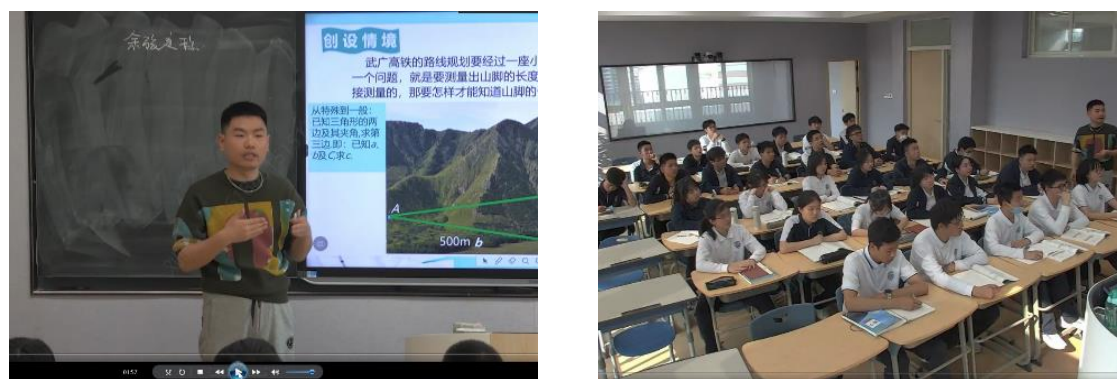 余弦定理
创设情境
武广高铁的路线规划要经过一座小
一个问题，就是要测量出山脚的长度
接测量的，那要怎样才能知道山脚的
从特殊到一般：
已知三角形的两
边及其夹角,求第
三边,即：已知a,
b及C求c.
A
500m b
01:52